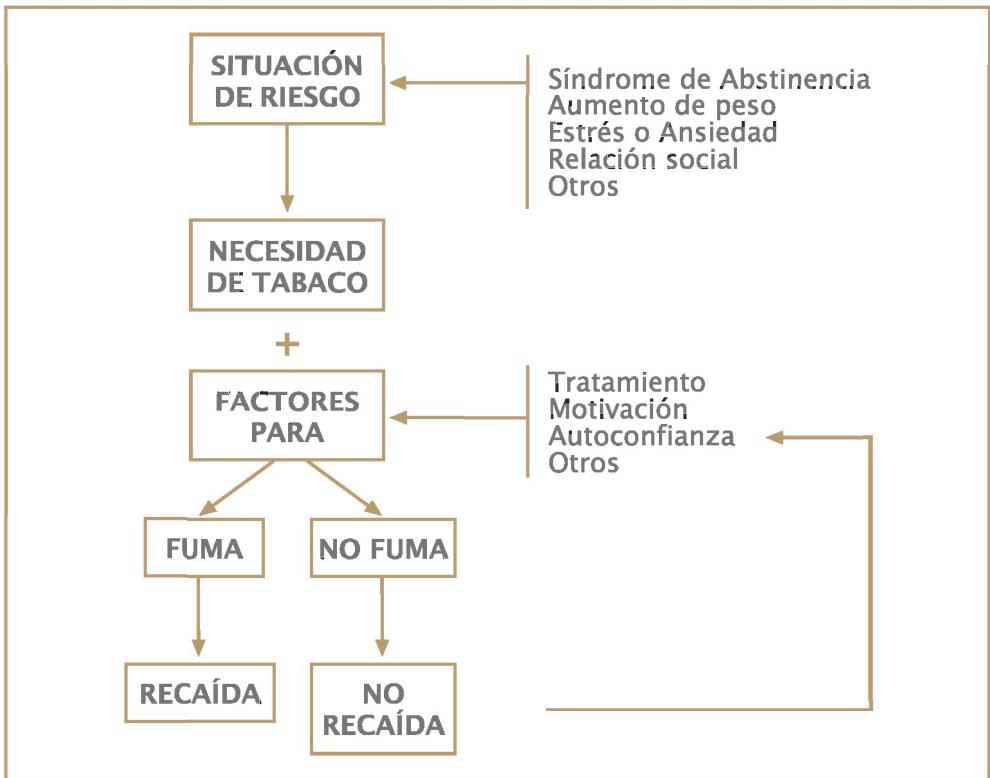 SITUACIÓN
DE RIESGO
Síndrome de Abstinencia
Aumento de peso
Estrés o Ansiedad
Relación social
Otros
NECESIDAD
DE TABACO
+
FACTORES
PARA
Tratamiento
Motivación
Autoconfianza
Otros
FUMA
NO FUMA
RECAÍDA
NO
RECAÍDA